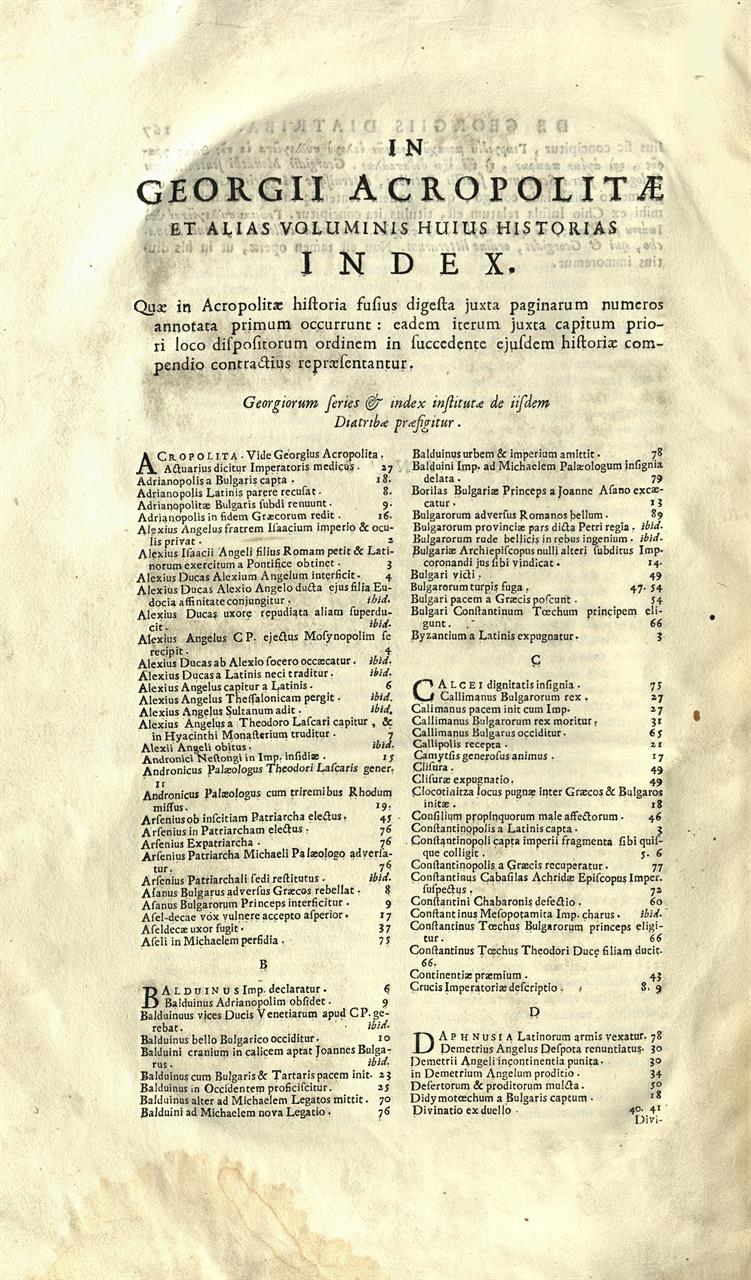 IN
GEORGII ACROPOLITÆ
ET ALIAS VOLUMINIS HUIUS HISTORIAS
INDEX.
Quæ in Acropolitæ hiſtoria fuſius digeſta juxta paginarum numeros
annotata primum occurrunt : eadem iterum juxta capitum prio-
ri loco diſpoſitorum ordinem in ſuccedente ejuſdem hiſtoriæ com-
pendio contractius repræſentantur.
Georgiorum ſeries & index inſtitutæ de iiſdem
Diatribæ præfigitur.
ACROPOLITA. Vide Georgius Acropolita.
Actuarius dicitur Imperatoris medicus. 27
Adrianopolis a Bulgaris capta. 18.
Adrianopolis Latinis parere recuſat. 8.
Adrianopolitæ Bulgaris ſubdi renuunt. 9.
Adrianopolis in fidem Græcorum redit. 16.
Alexius Angelus fratrem Iſaacium imperio & ocu-
lis privat. 2
Alexius Iſaacii Angeli filius Romam petit & Lati-
norum exercitum a Pontifice obtinet. 3
Alexius Ducas Alexium Angelum interficit. 4
Alexius Ducas Alexio Angelo ducta ejus filia Eu-
docia affinitate conjungitur. ibid.
Alexius Ducas uxore repudiata aliam ſuperdu-
cit. ibid.
Alexius Angelus CP. ejectus Moſynopolim ſe
recipit. 4
Alexius Ducas ab Alexio ſocero occæcatur. ibid.
Alexius Ducas a Latinis neci traditur. ibid.
Alexius Angelus capitur a Latinis. 6
Alexius Angelus Theſſalonicam pergit. ibid.
Alexius Angelus Sultanum adit. ibid.
Alexius Angelus a Theodoro Laſcari capitur, &
in Hyacinthi Monaſterium truditur. 7
Alexii Angeli obitus. ibid.
Andronici Neſtongi in Imp. inſidiæ. 15
Andronicus Palæologus Theodori Laſcaris gener.
11
Andronicus Palæologus cum triremibus Rhodum
miſſus. 19.
Arſenius ob inſcitiam Patriarcha electus. 45
Arſenius in Patriarcham electus. 76
Arſenius Expatriarcha. 76
Arſenius Patriarcha Michaeli Palæologo adverſa-
tur. 76
Arſenius Patriarchali ſedi reſtitutus. ibid.
Aſanus Bulgarus adverſus Græcos rebellat. 8
Aſanus Bulgarorum Princeps interficitur. 9
Aſel-decae vox vulnere accepto aſperior. 17
Aſeldecæ uxor fugit. 37
Aſeli in Michaelem perfidia. 75
B
BALDUINUS Imp. declaratur. 6
Balduinus Adrianopolim obſidet. 9
Balduinuus vices Ducis Venetiarum apud CP. ge-
rebat. ibid.
Balduinus bello Bulgarico occiditur. 10
Balduini cranium in calicem aptat Joannes Bulga-
rus. ibid.
Balduinus cum Bulgaris & Tartaris pacem init. 23
Balduinus in Occidentem proficiſcitur. 25
Balduinus alter ad Michaelem Legatos mittit. 70
Balduini ad Michaelem nova Legatio. 76
Balduinus urbem & imperium amittit. 78
Balduini Imp. ad Michaelem Palæologum inſignia
delata. 79
Borilas Bulgariæ Princeps a Joanne Aſano excæ-
catur. 13
Bulgarorum adverſus Romanos bellum. 89
Bulgarorum provinciæ pars dicta Petri regia. ibid.
Bulgarorum rude bellicis in rebus ingenium. ibid.
Bulgariæ Archiepiſcopus nulli alteri ſubditus Imp.
coronandi jus ſibi vindicat. 14.
Bulgari victi. 49
Bulgarorum turpis fuga. 47. 54
Bulgari pacem a Græcis poſcunt. 54
Bulgari Conſtantinum Tœchum principem eli-
gunt. 66
Byzantium a Latinis expugnatur. 3
C
CALCEI dignitatis inſignia. 75
Callimanus Bulgarorum rex. 27
Calimanus pacem init cum Imp. 27
Callimanus Bulgarorum rex moritur. 31
Callimanus Bulgarus occiditur. 65
Callipolis recepta. 21
Camytſis generoſus animus. 17
Cliſura. 49
Cliſuræ expugnatio. 49
Clocotinitza locus pugnæ inter Græcos & Bulgaros
initæ. 18
Conſilium propinquorum male affectorum. 46
Conſtantinopolis a Latinis capta. 3
Conſtantinopoli capta imperii fragmenta ſibi quiſ-
que colligit. 5. 6
Conſtantinopolis a Græcis recuperatur. 77
Conſtantinus Cabaſilas Achridæ Epiſcopus Imper.
ſuſpectus. 72
Conſtantini Chabaronis defectio. 60
Conſtantinus Meſopotamita Imp. charus. ibid.
Conſtantinus Tœchus Bulgarorum princeps eligi-
tur. 66
Conſtantinus Tœchus Theodori Ducę filiam ducit.
66.
Continentiæ præmium. 43
Crucis Imperatoriæ deſcriptio. 8. 9
D
DAPHNUSIA Latinorum armis vexatur. 78
Demetrius Angelus Deſpota renuntiatus. 30
Demetrii Angeli incontinentia punita. 30
in Demetrium Angelum proditio. 34
Deſertorum & proditorum mulcta. 50
Didymotœchum a Bulgaris captum. 18
Divinatio ex duello. 40. 41
Divi-